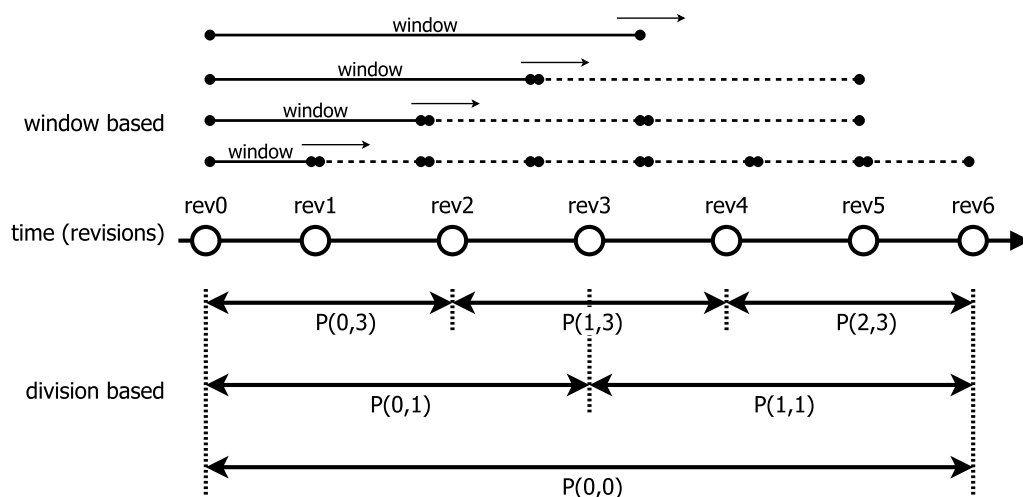 window
window
window
window based
window
rev0 rev1 rev2 rev3 rev4 rev5 rev6
time (revisions)
P(0,3) P(1,3) P(2,3)
division based
P(0,1) P(1,1)
P(0,0)